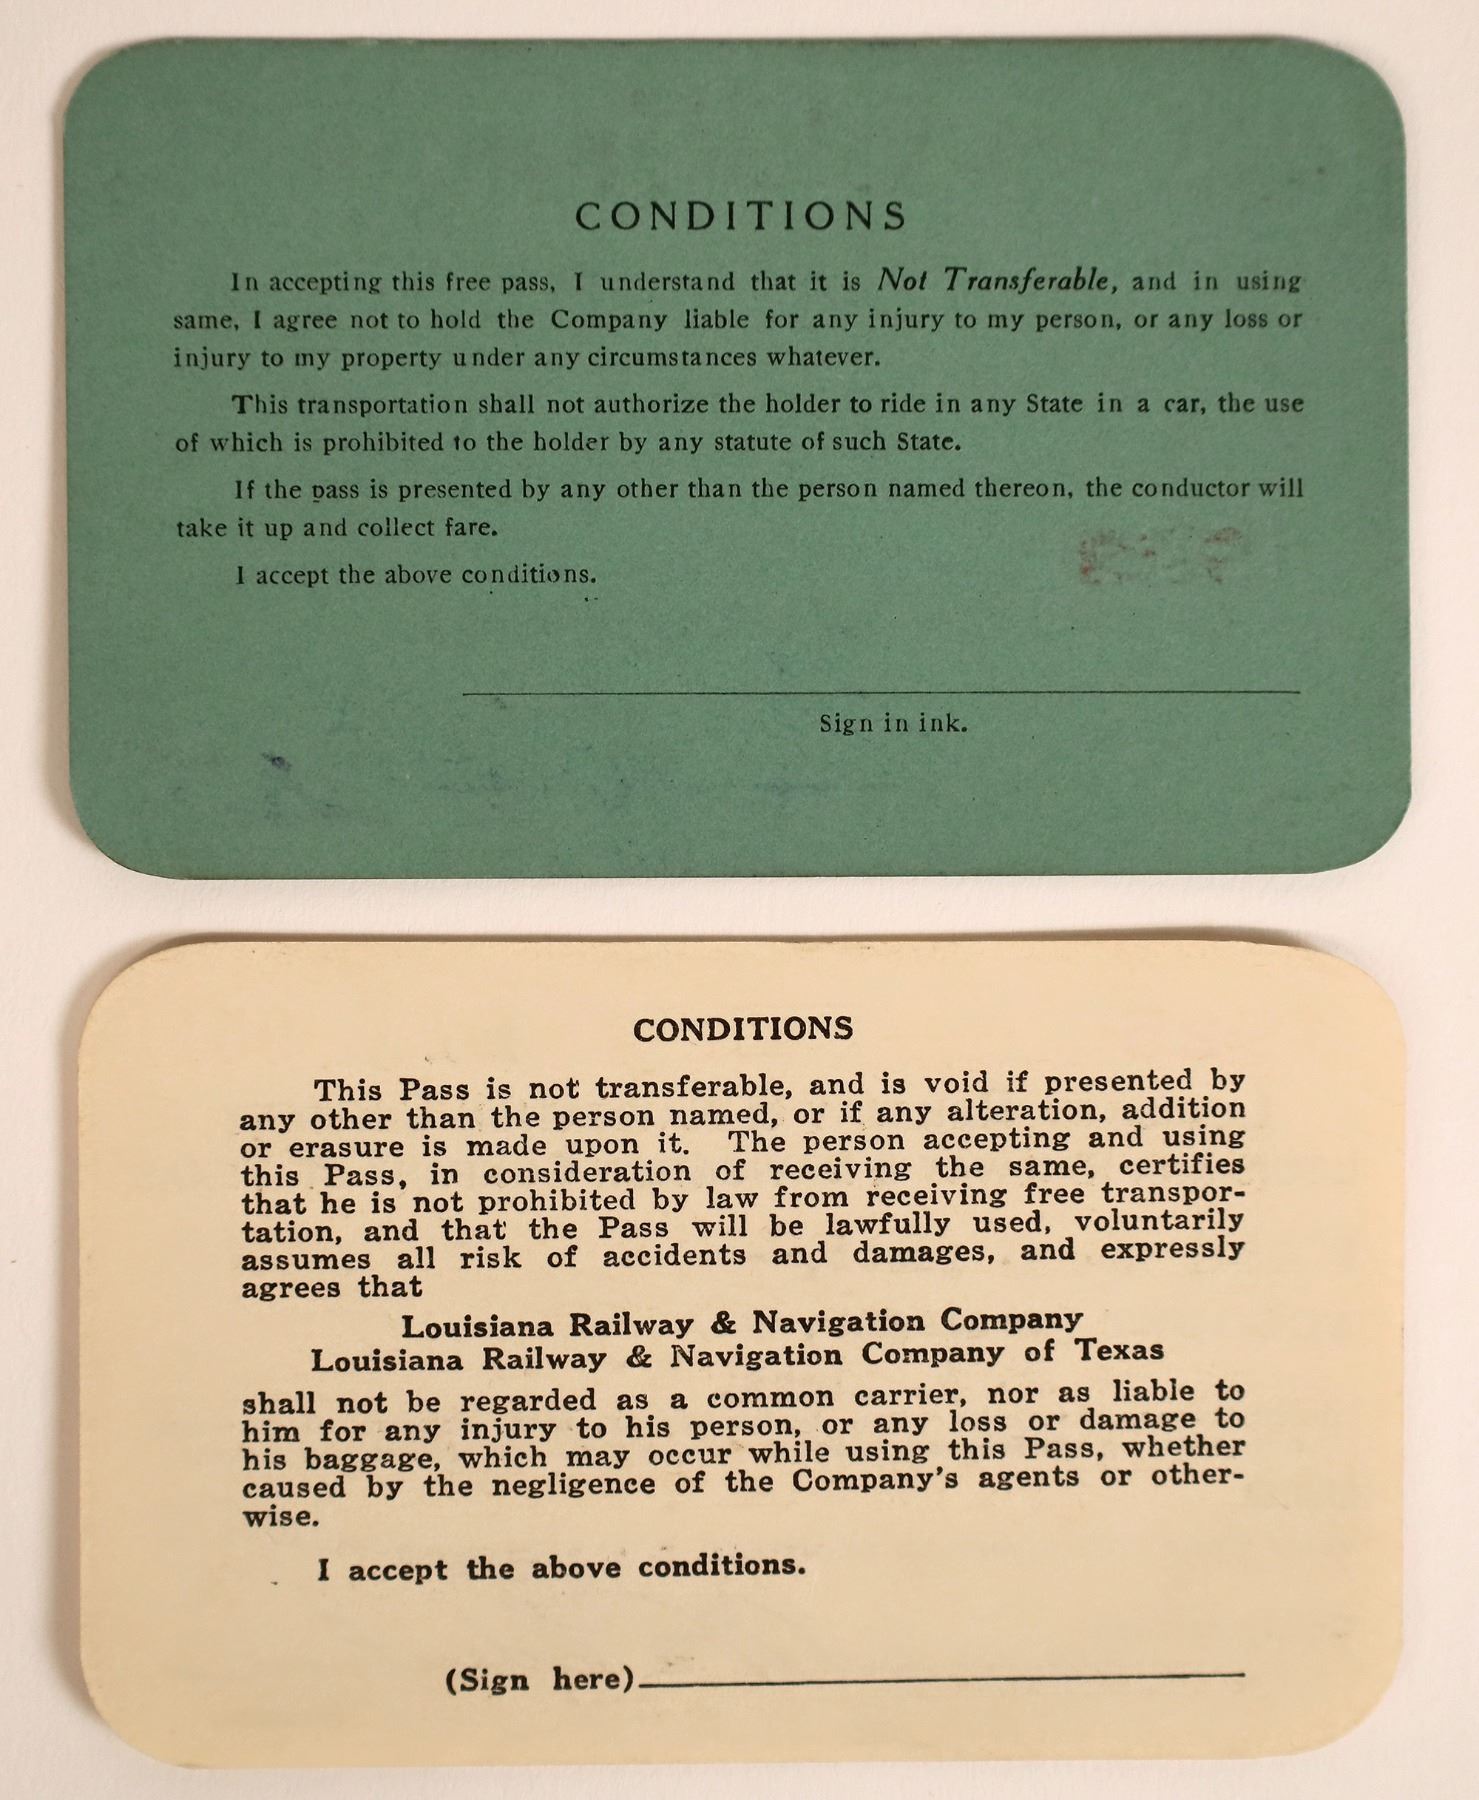 CONDITIONS
In accepting this free pass, I understand that it is Not Transferable, and in using
same, I agree not to hold the Company liable for any injury to my person, or any loss or
injury to my property under any circumstances whatever.
This transportation shall not authorize the holder to ride in any State in a car, the use
of which is prohibited to the holder by any statute of such State.
If the pass is presented by any other than the person named thereon, the conductor will
take it up and collect fare.
I accept the above conditions.
Sign in ink.
CONDITIONS
This Pass is not transferable, and is void if presented by
any other than the person named, or if any alteration, addition
or erasure is made upon it. The person accepting and using
this Pass, in consideration of receiving the same, certifies
that he is not prohibited by law from receiving free transpor-
tation, and that the Pass will be lawfully used, voluntarily
assumes all risk of accidents and damages, and expressly
agrees that
Louisiana Railway & Navigation Company
Louisiana Railway & Navigation Company of Texas
shall not be regarded as a common carrier, nor as liable to
him for any injury to his person, or any loss or damage to
his baggage, which may occur while using this Pass, whether
caused by the negligence of the Company's agents or other-
wise.
I accept the above conditions.
(Sign here)